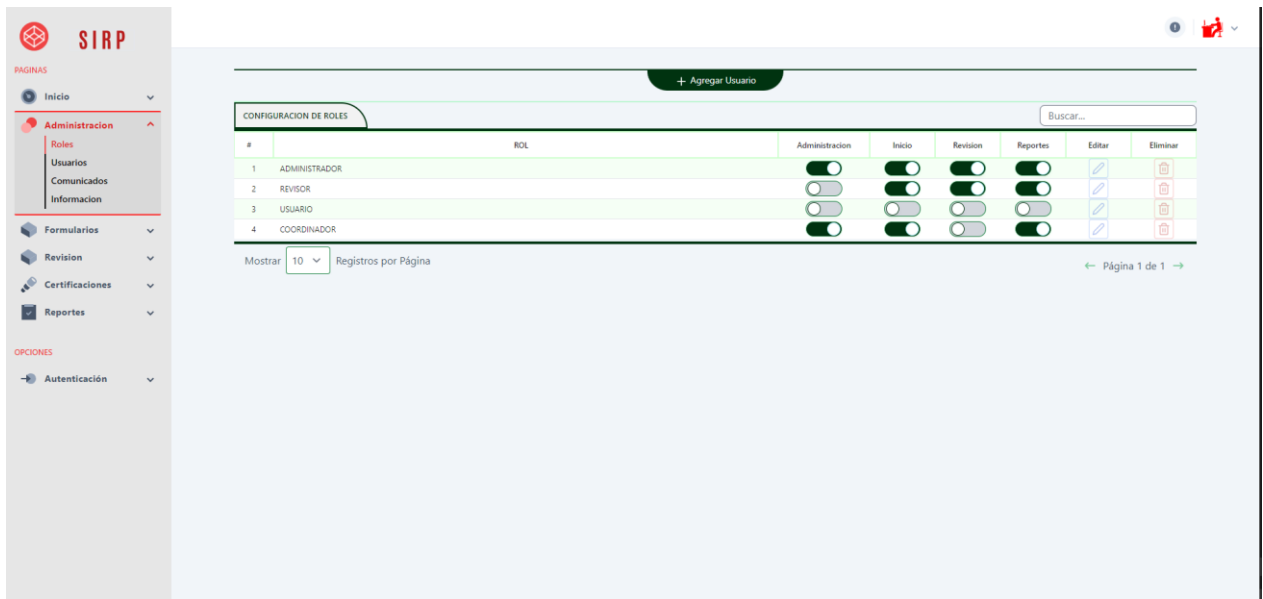 SIRP
PAGINAS
Inicio
Administracion
Roles
Usuarios
Comunicados
Informacion
Formularios
Revision
Certificaciones
Reportes
OPCIONES
Autenticación
+ Agregar Usuario
CONFIGURACION DE ROLES
Buscar...
# ROL Administracion Inicio Revision Reportes Editar Eliminar
1 ADMINISTRADOR
2 REVISOR
3 USUARIO
4 COORDINADOR
Mostrar 10 Registros por Página
← Página 1 de 1 →